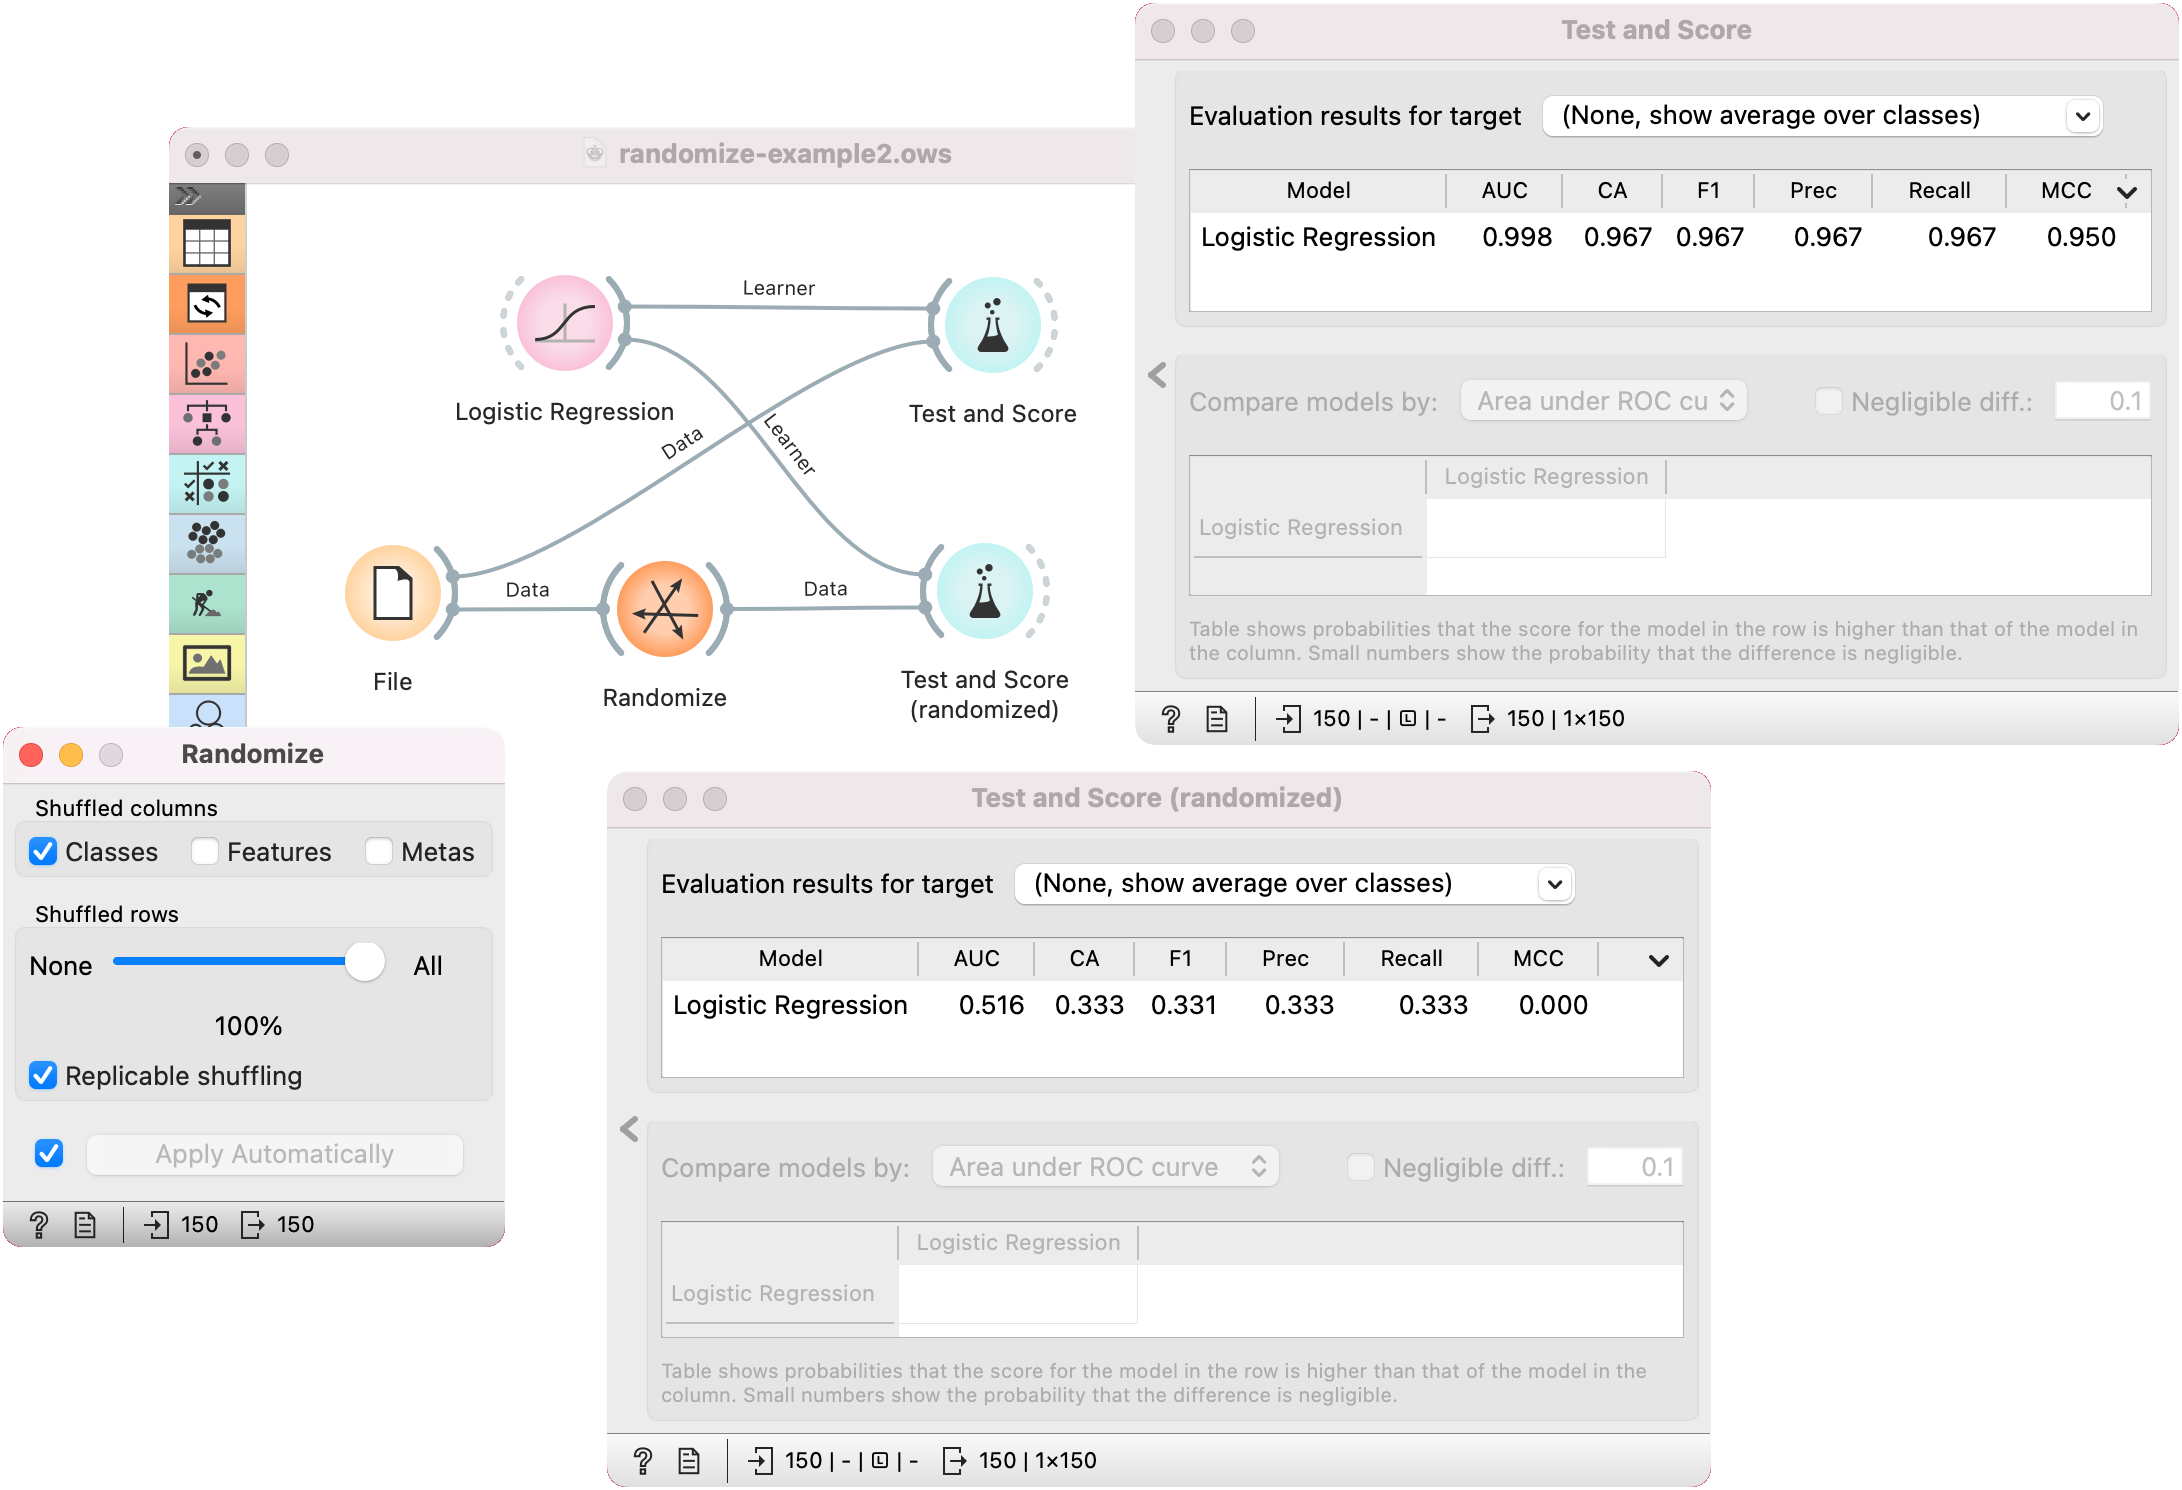 randomize-example2.ows
Learner
Logistic Regression
Test and Score
Data
Learner
Data
Data
File
Randomize
Test and Score
(randomized)
Test and Score
Evaluation results for target (None, show average over classes)
Model AUC CA F1 Prec Recall MCC
Logistic Regression 0.998 0.967 0.967 0.967 0.967 0.950
Compare models by: Area under ROC cu Negligible diff.: 0.1
Logistic Regression
Logistic Regression
Table shows probabilities that the score for the model in the row is higher than that of the model in
the column. Small numbers show the probability that the difference is negligible.
? 150 | - | L | - 150 | 1×150
Randomize
Shuffled columns
Classes Features Metas
Shuffled rows
None All
100%
Replicable shuffling
Apply Automatically
? 150 150
Test and Score (randomized)
Evaluation results for target (None, show average over classes)
Model AUC CA F1 Prec Recall MCC
Logistic Regression 0.516 0.333 0.331 0.333 0.333 0.000
Compare models by: Area under ROC curve Negligible diff.: 0.1
Logistic Regression
Logistic Regression
Table shows probabilities that the score for the model in the row is higher than that of the model in the
column. Small numbers show the probability that the difference is negligible.
? 150 | - | L | - 150 | 1×150